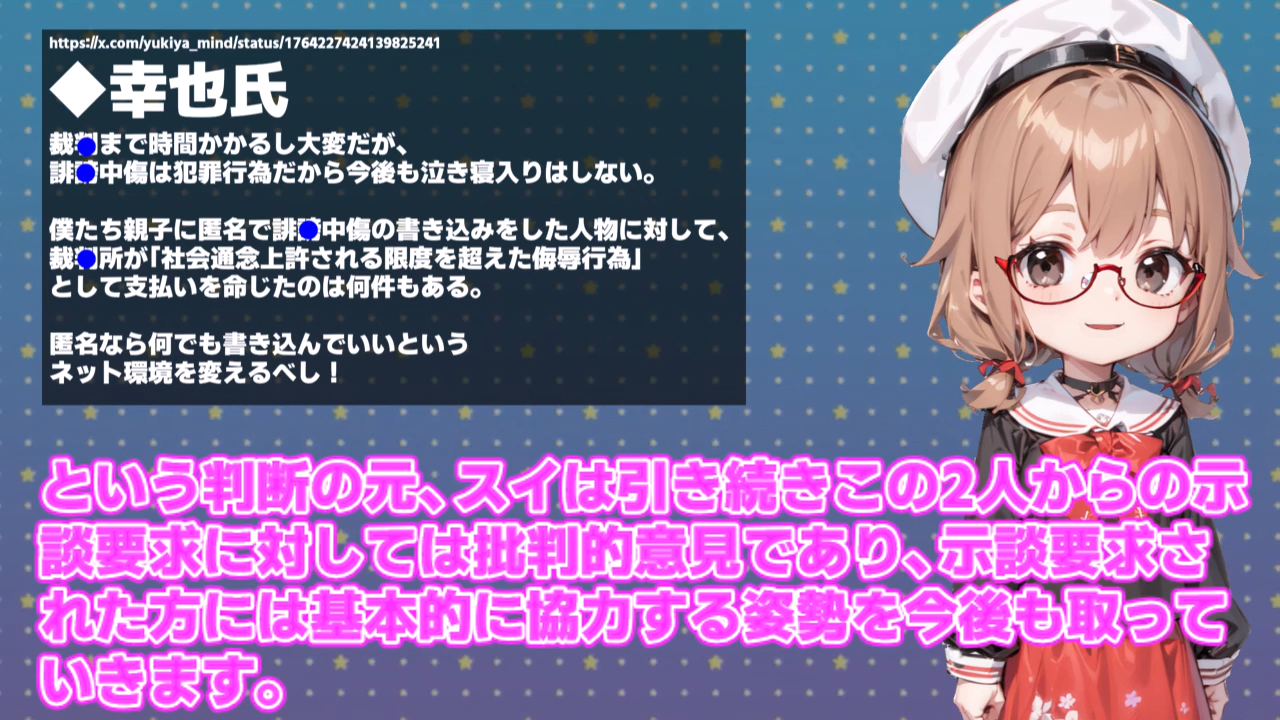 https://x.com/yukiya_mind/status/1764227424139825241
◆幸也氏
裁●まで時間かかるし大変だが、
誹●中傷は犯罪行為だから今後も泣き寝入りはしない。
僕たち親子に匿名で誹●中傷の書き込みをした人物に対して、
裁●所が「社会通念上許される限度を超えた侮辱行為」
として支払いを命じたのは何件もある。
匿名なら何でも書き込んでいいという
ネット環境を変えるべし！
という判断の元、スイは引き続きこの2人からの示
談要求に対しては批判的意見であり、示談要求さ
れた方には基本的に協力する姿勢を今後も取って
いきます。